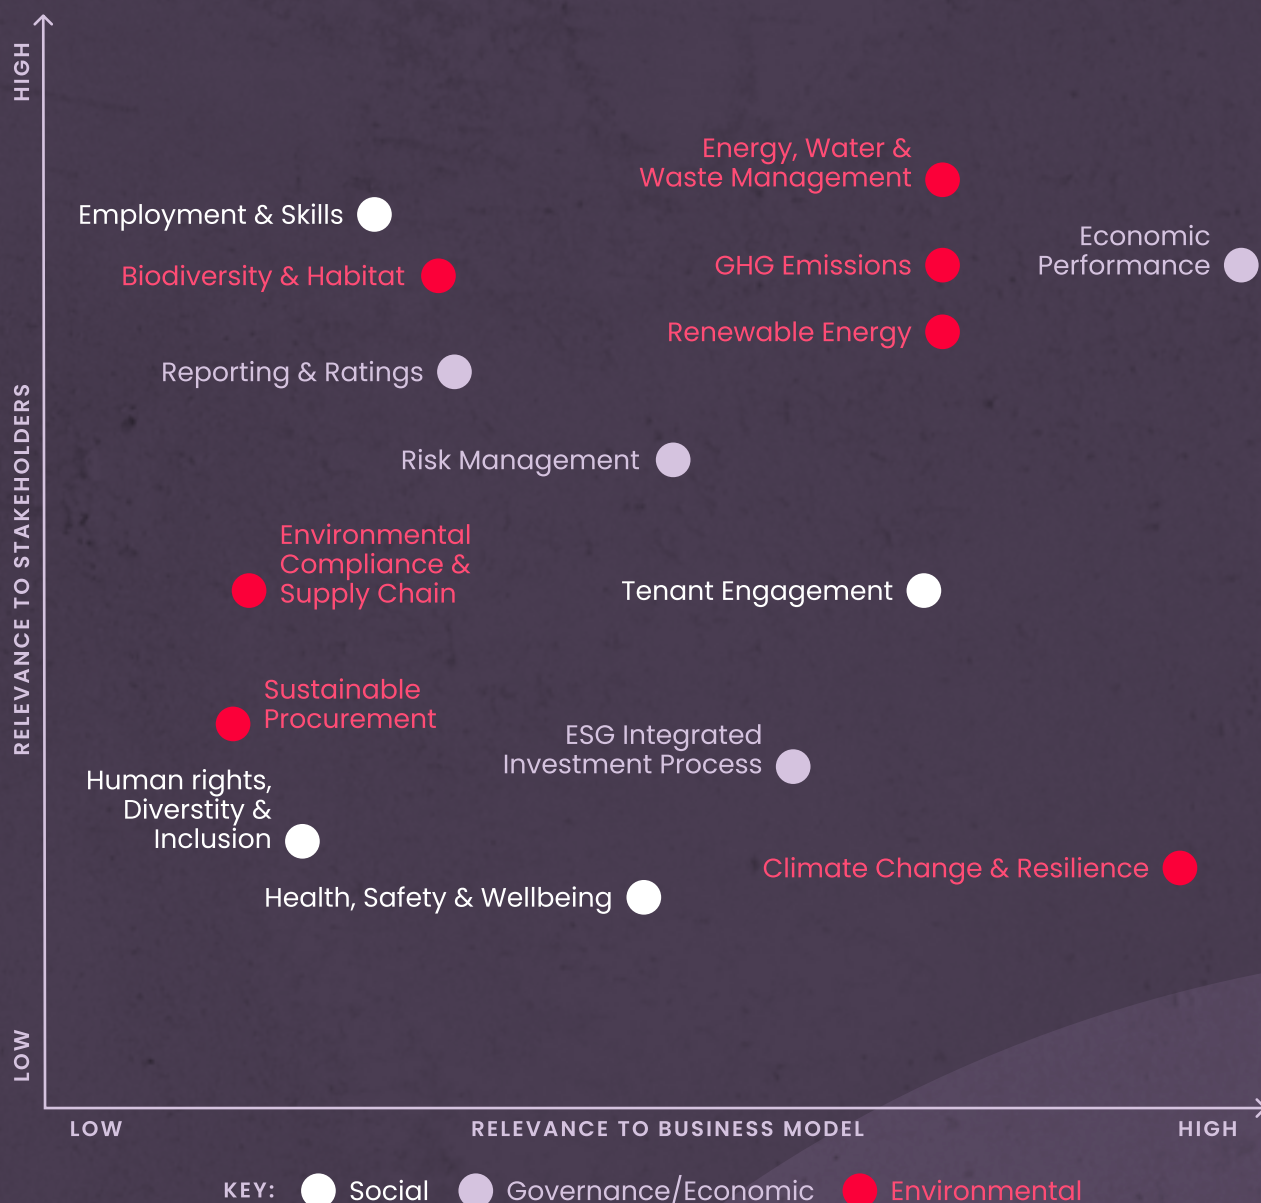 HIGH
Energy, Water &
Waste Management
Employment & Skills
Economic
Performance
Biodiversity & Habitat
GHG Emissions
Renewable Energy
Reporting & Ratings
RELEVANCE TO STAKEHOLDERS
Risk Management
Environmental
Compliance &
Supply Chain
Tenant Engagement
Sustainable
Procurement
ESG Integrated
Investment Process
Human rights,
Diverstity &
Inclusion
Climate Change & Resilience
Health, Safety & Wellbeing
LOW
LOW
RELEVANCE TO BUSINESS MODEL
HIGH
KEY:
Social
Governance/Economic
Environmental